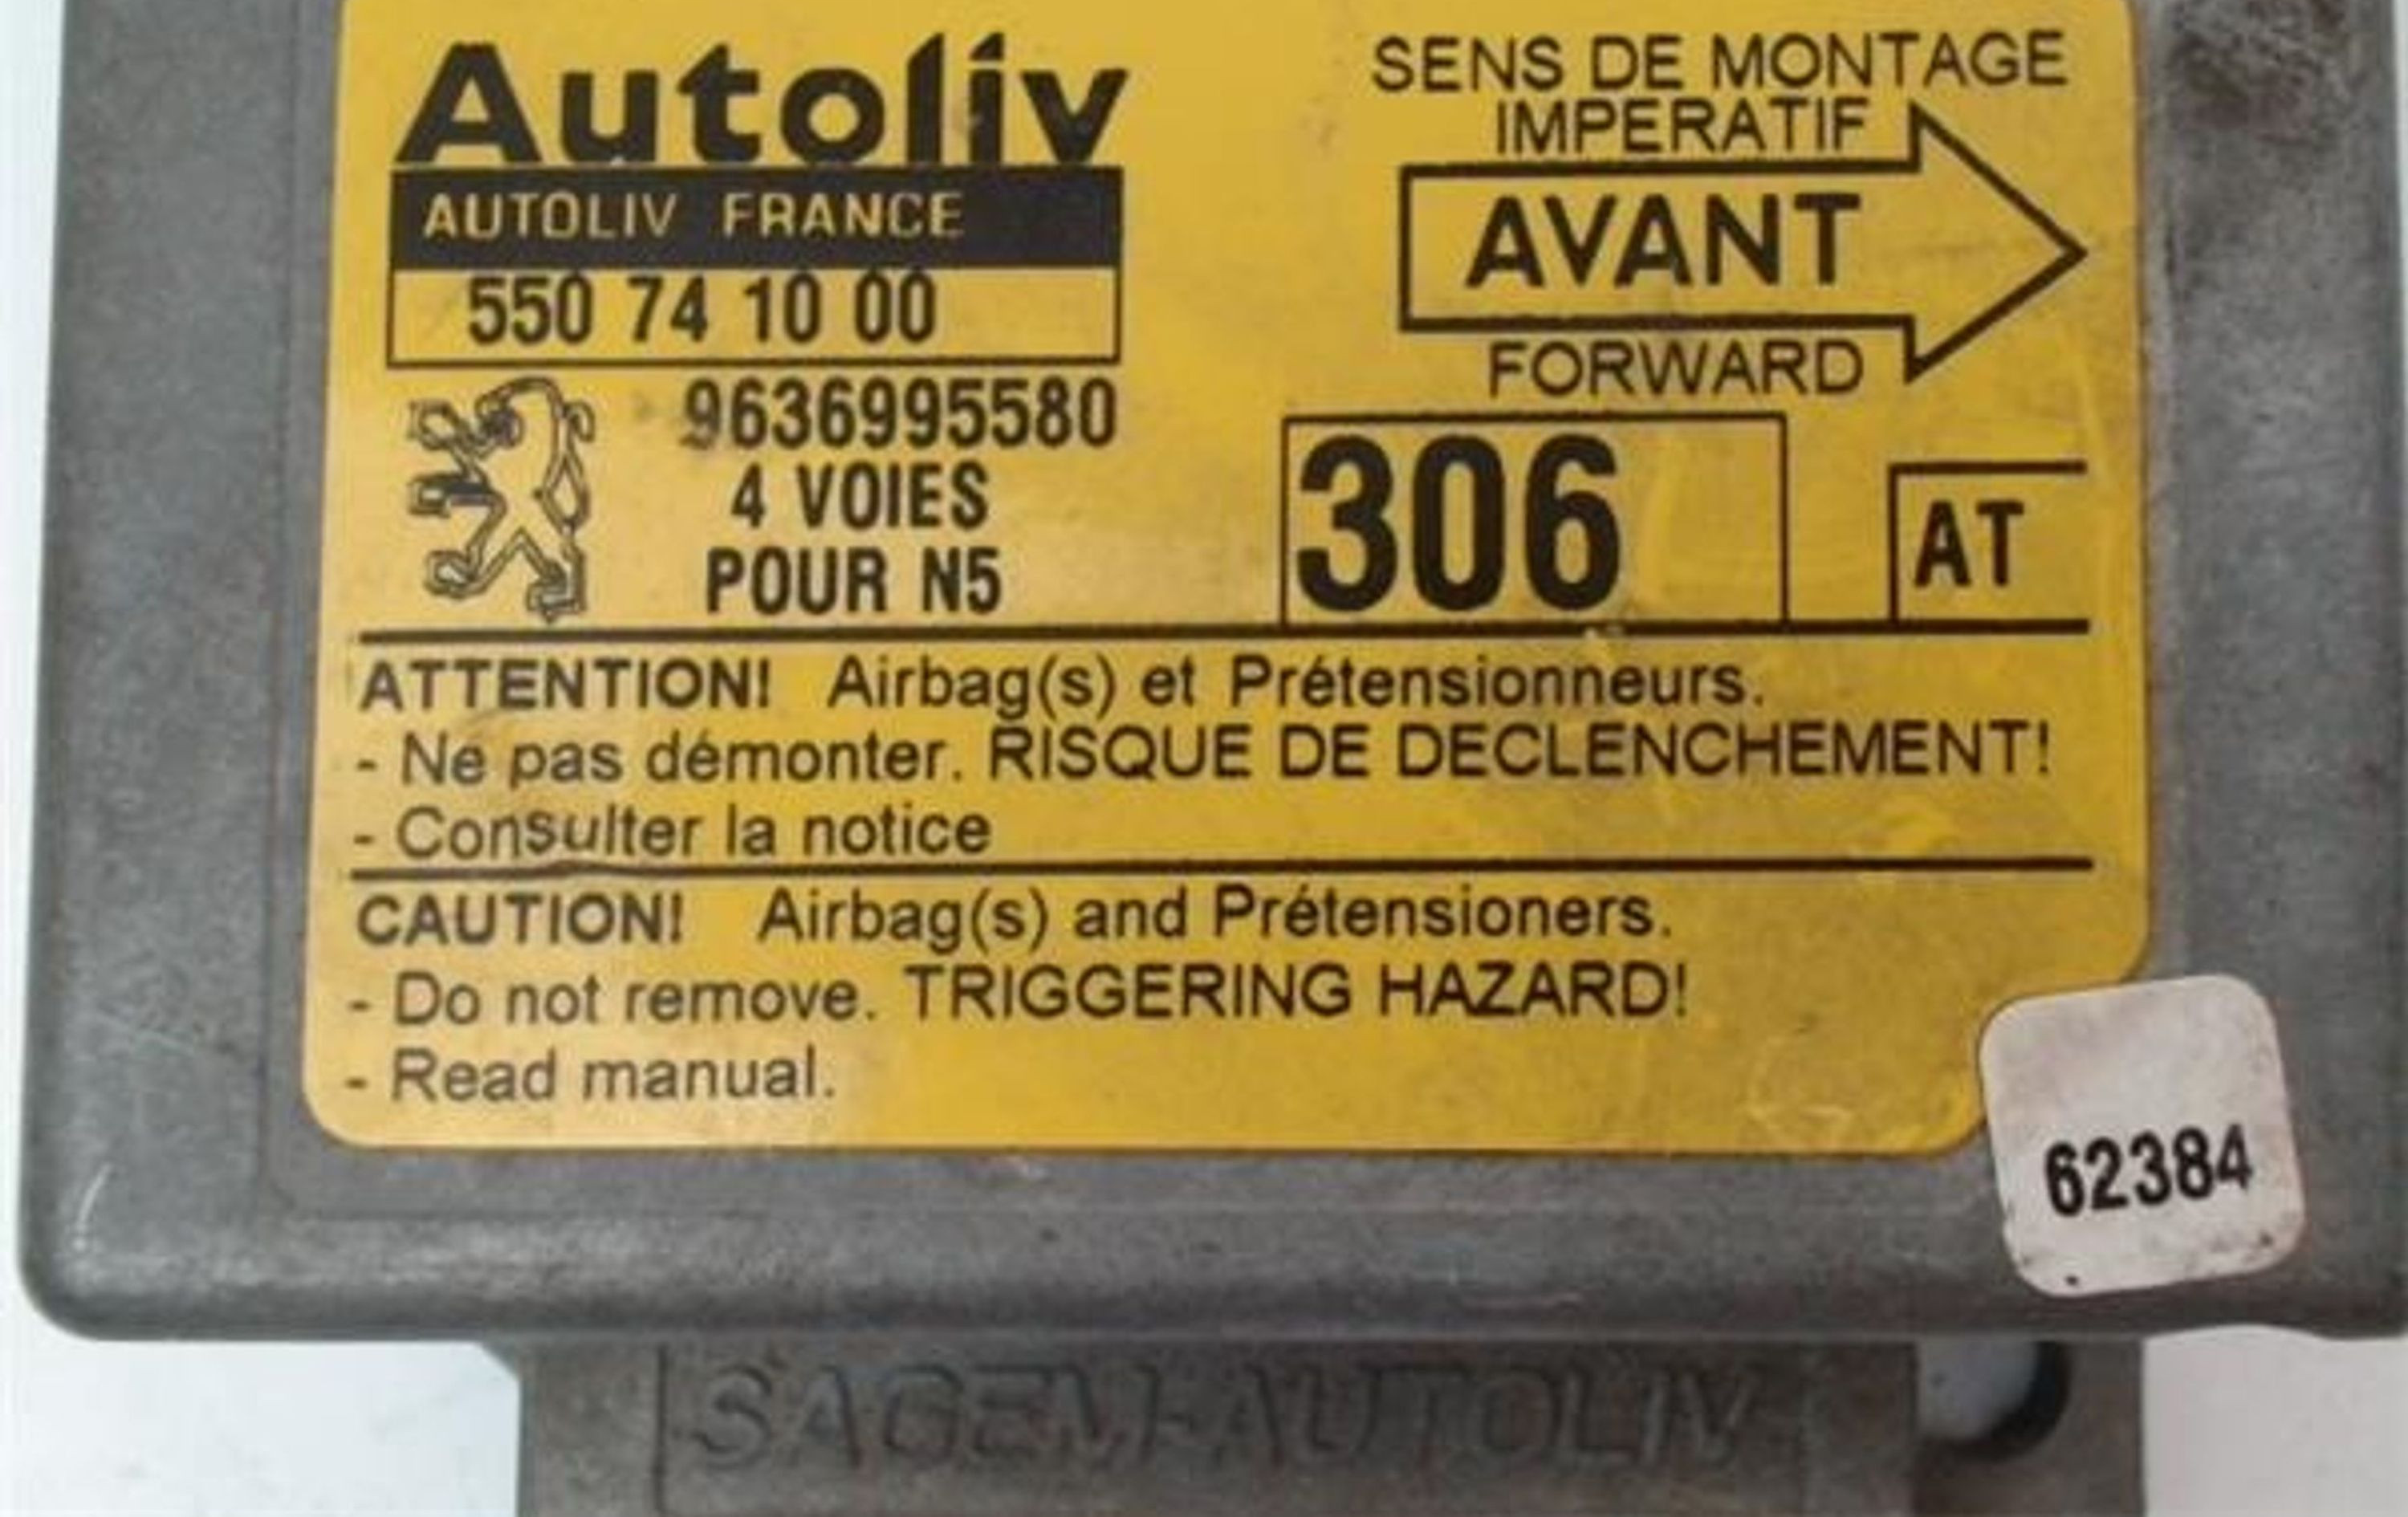 Autoliv
AUTOLIV FRANCE
550 74 10 00
9636995580
4 VOIES
POUR N5
SENS DE MONTAGE
IMPERATIF
AVANT
FORWARD
306
AT
ATTENTION! Airbag(s) et Prétensionneurs.
- Ne pas démonter. RISQUE DE DECLENCHEMENT!
- Consulter la notice
CAUTION! Airbag(s) and Prétensioners.
- Do not remove. TRIGGERING HAZARD!
- Read manual.
62384
SAGEM-AUTOLIV